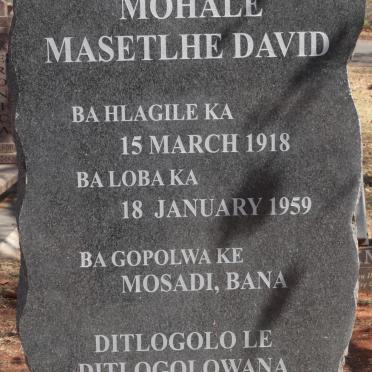 MOHALE
MASETLHE DAVID
BA HLAGILE KA
15 MARCH 1918
BA LOBA KA
18 JANUARY 1959
BA GOPOLWA KE
MOSADI, BANA
DITLOGOLO LE
DITLOGOLOWANA